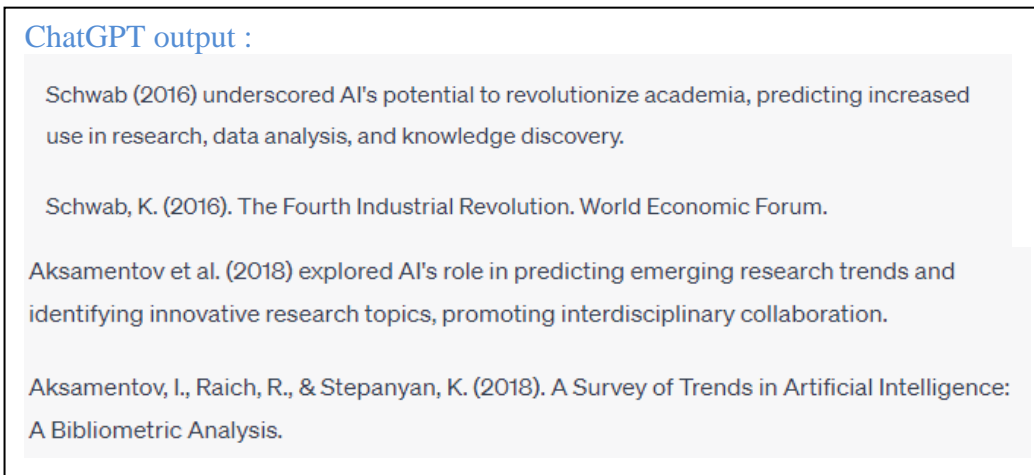 ChatGPT output :
Schwab (2016) underscored AI's potential to revolutionize academia, predicting increased
use in research, data analysis, and knowledge discovery.
Schwab, K. (2016). The Fourth Industrial Revolution. World Economic Forum.
Aksamentov et al. (2018) explored AI's role in predicting emerging research trends and
identifying innovative research topics, promoting interdisciplinary collaboration.
Aksamentov, I., Raich, R., & Stepanyan, K. (2018). A Survey of Trends in Artificial Intelligence:
A Bibliometric Analysis.